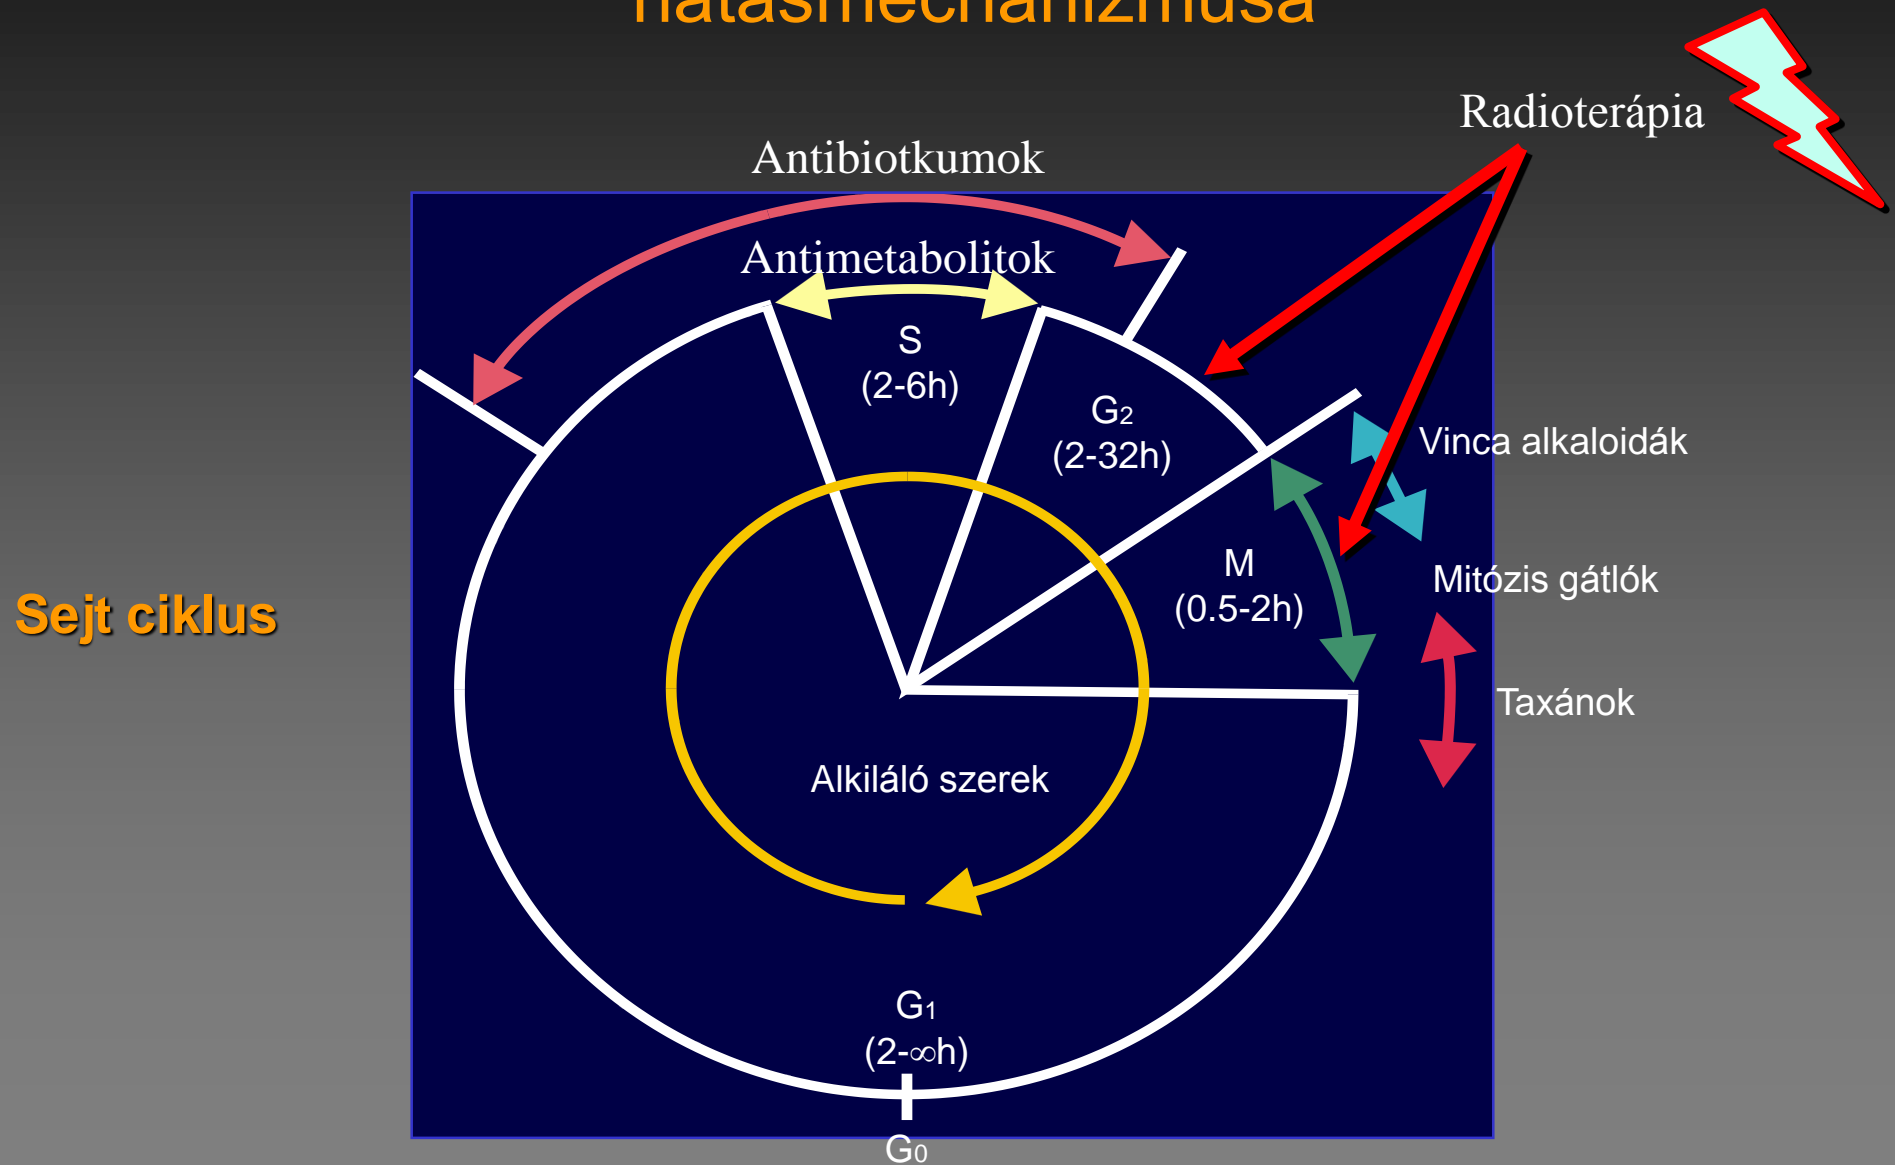 hatásmechanizmusa
Radioterápia
Antibiotkumok
Antimetabolitok
S
(2-6h)
G2
(2-32h)
Vinca alkaloidák
M
(0.5-2h)
Mitózis gátlók
Sejt ciklus
Taxánok
Alkiláló szerek
G1
(2-∞h)
G0